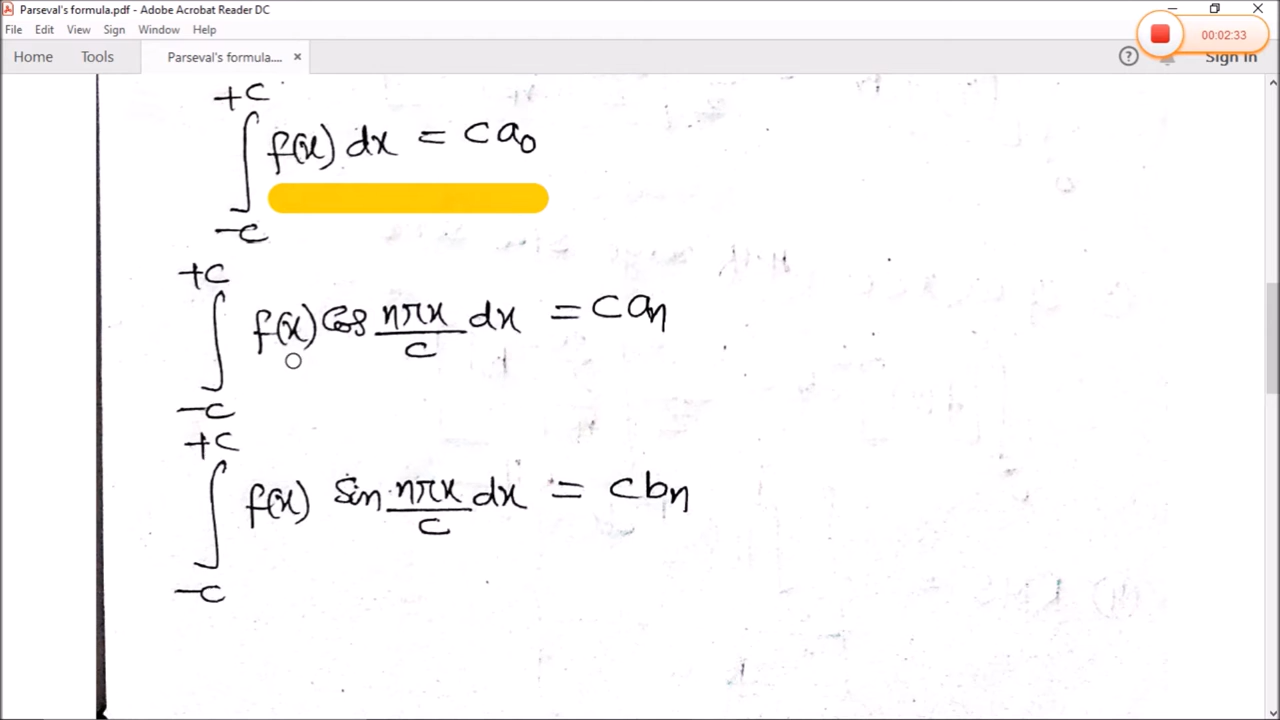 Parseval's formula.pdf - Adobe Acrobat Reader DC
File Edit View Sign Window Help
00:02:33
Home Tools Parseval's formula.... × ? Sign In
+c
∫ f(x) dx = c a₀
-c
+c
∫ f(x) cos nπx/c dx = c aₙ
-c
+c
∫ f(x) sin nπx/c dx = c bₙ
-c